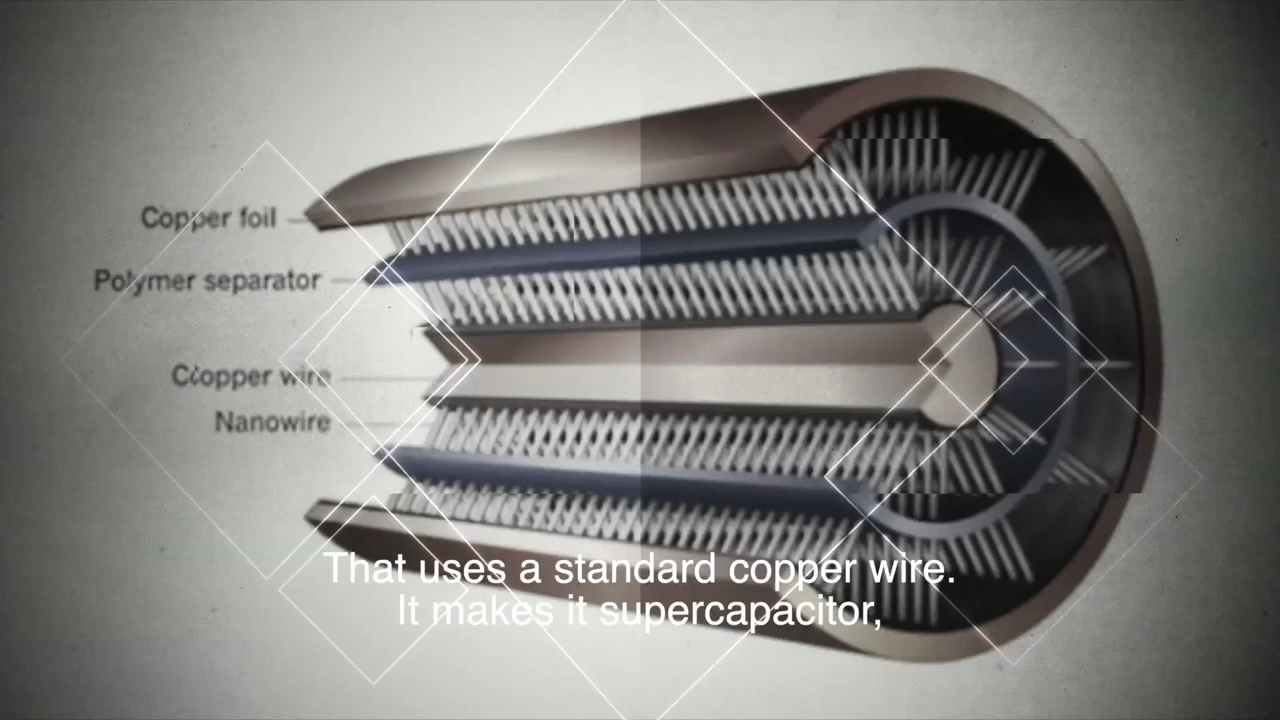 Copper foil
Polymer separator
Copper wire
Nanowire
That uses a standard copper wire.
It makes it supercapacitor,